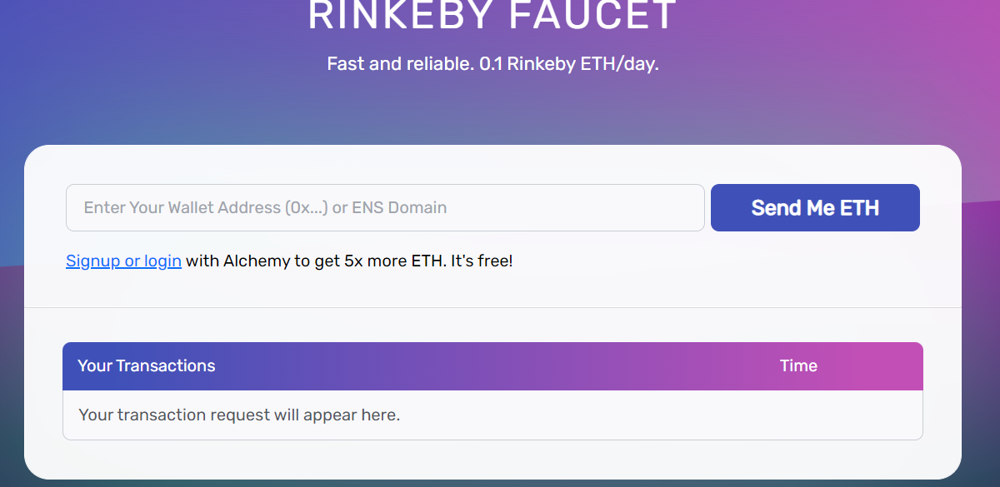 RINKEBY FAUCET
Fast and reliable. 0.1 Rinkeby ETH/day.
Enter Your Wallet Address (0x...) or ENS Domain
Send Me ETH
Signup or login with Alchemy to get 5x more ETH. It's free!
Your Transactions
Time
Your transaction request will appear here.